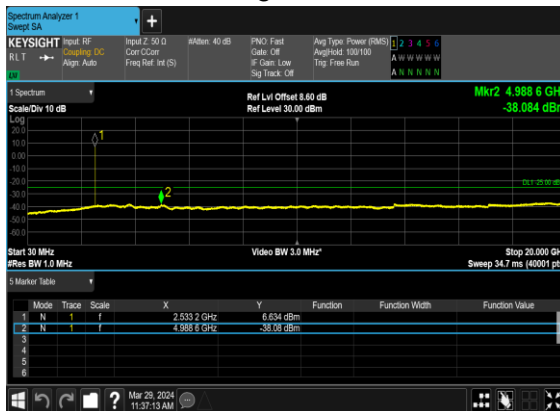 Spectrum Analyzer 1
Swept SA
+
KEYSIGHT Input: RF Input Z: 50 Ω #Atten: 40 dB PNO: Fast Avg Type: Power (RMS) 1 2 3 4 5 6
RLT Coupling: DC Corr CCorr Gate: Off Avg|Hold: 100/100 A W W W W W
Align: Auto Freq Ref: Int (S) IF Gain: Low Trig: Free Run
Sig Track: Off A N N N N N
1 Spectrum Ref Lvl Offset 8.60 dB Mkr2 4.988 6 GH
Scale/Div 10 dB Ref Level 30.00 dBm -38.084 dBr
Log
20.0
10.0
0.00
-10.0
-20.0
-30.0
-40.0
-50.0
-60.0
1
2
DL1 -25.00 dB
Start 30 MHz Video BW 3.0 MHz* Stop 20.000 GH
#Res BW 1.0 MHz Sweep 34.7 ms (40001 pt
5 Marker Table
Mode Trace Scale X Y Function Function Width Function Value
1 N 1 f 2.533 2 GHz 6.634 dBm
2 N 1 f 4.988 6 GHz -38.08 dBm
3
4
5
6
?
Mar 29, 2024
11:37:13 AM